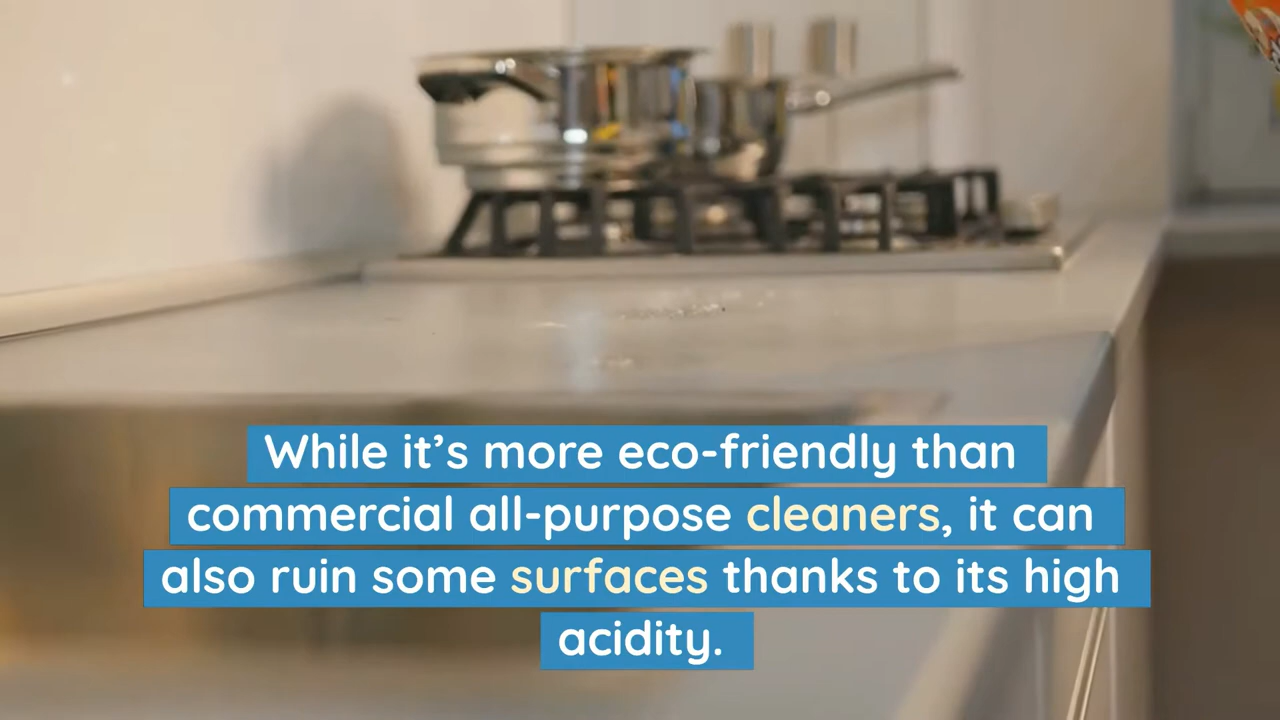 While it’s more eco-friendly than
commercial all-purpose cleaners, it can
also ruin some surfaces thanks to its high
acidity.